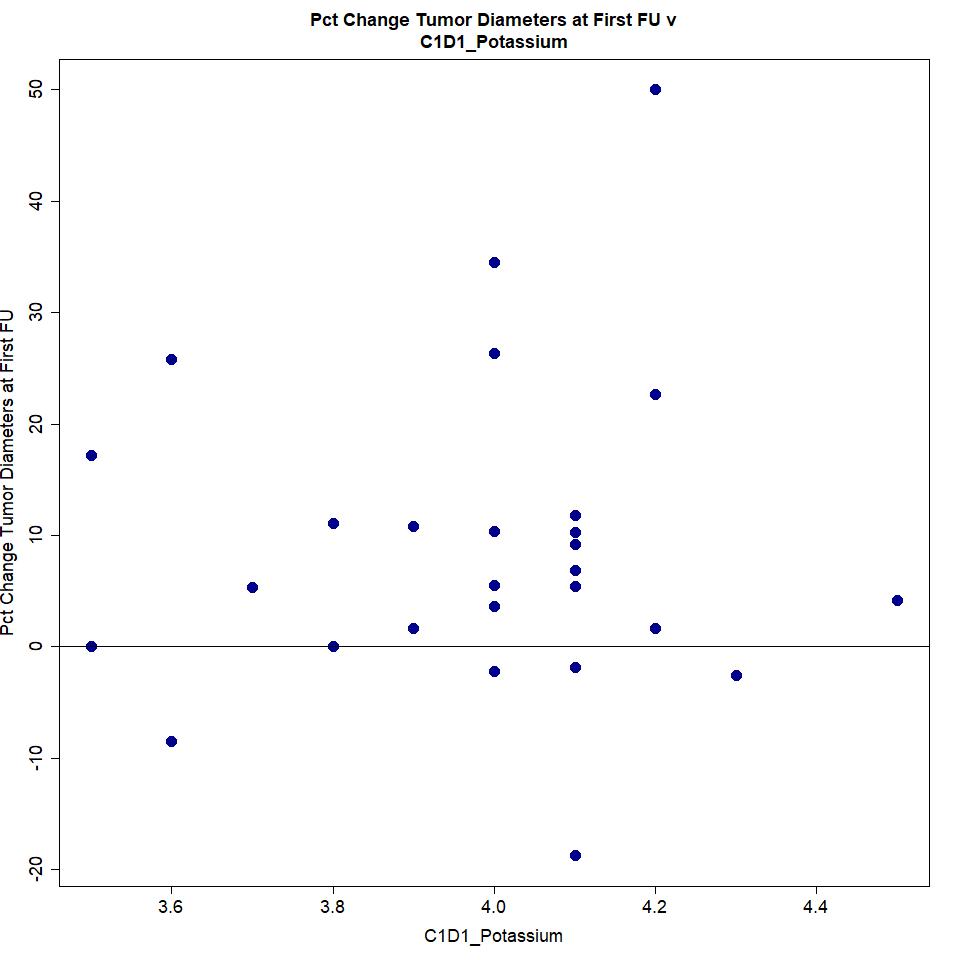 Pct Change Tumor Diameters at First FU v
C1D1_Potassium
Pct Change Tumor Diameters at First FU
50
40
30
20
10
0
-10
-20
3.6 3.8 4.0 4.2 4.4
C1D1_Potassium